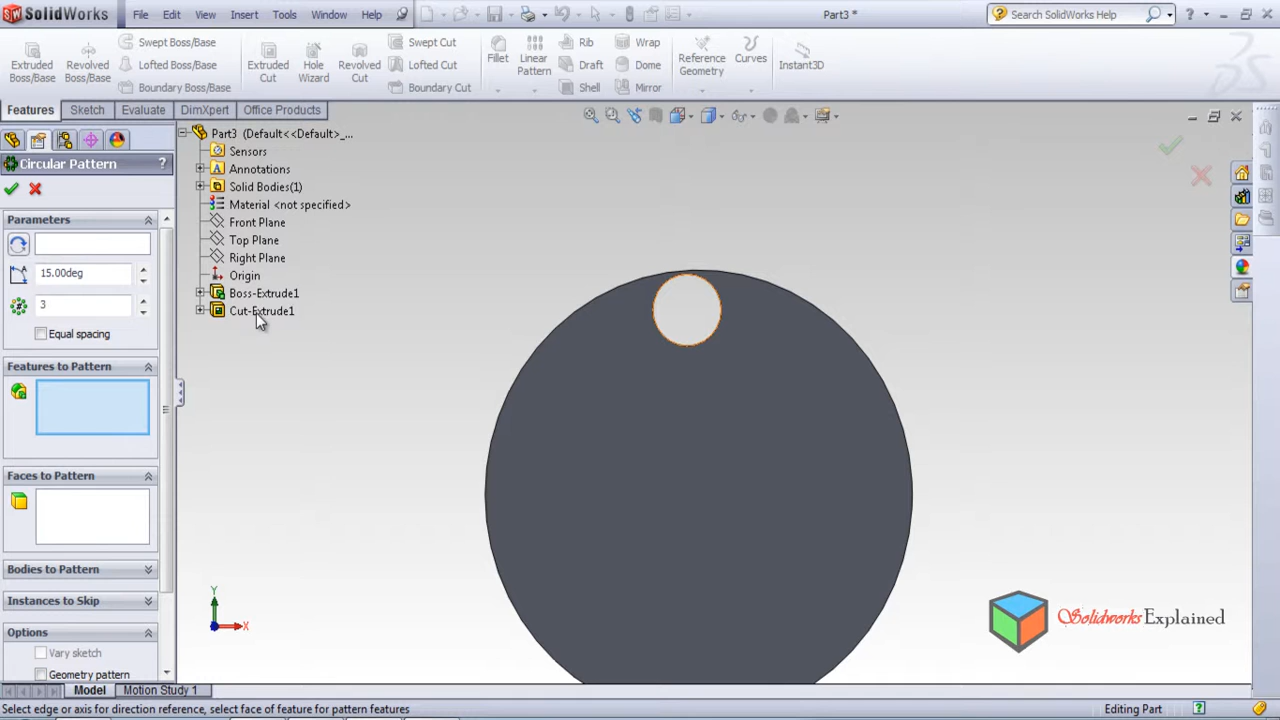 SolidWorks
File Edit View Insert Tools Window Help
Part3 *
Search SolidWorks Help
Extruded Boss/Base
Revolved Boss/Base
Swept Boss/Base
Lofted Boss/Base
Boundary Boss/Base
Extruded Cut
Hole Wizard
Revolved Cut
Swept Cut
Lofted Cut
Boundary Cut
Fillet
Linear Pattern
Rib
Draft
Shell
Wrap
Dome
Mirror
Reference Geometry
Curves
Instant3D
Features Sketch Evaluate DimXpert Office Products
Circular Pattern ?
Parameters
15.00deg
3
Equal spacing
Features to Pattern
Faces to Pattern
Bodies to Pattern
Instances to Skip
Options
Vary sketch
Geometry pattern
Part3 (Default<<Default>_...
Sensors
Annotations
Solid Bodies(1)
Material <not specified>
Front Plane
Top Plane
Right Plane
Origin
Boss-Extrude1
Cut-Extrude1
Y
X
Solidworks Explained
Model Motion Study 1
Select edge or axis for direction reference, select face of feature for pattern features
Editing Part